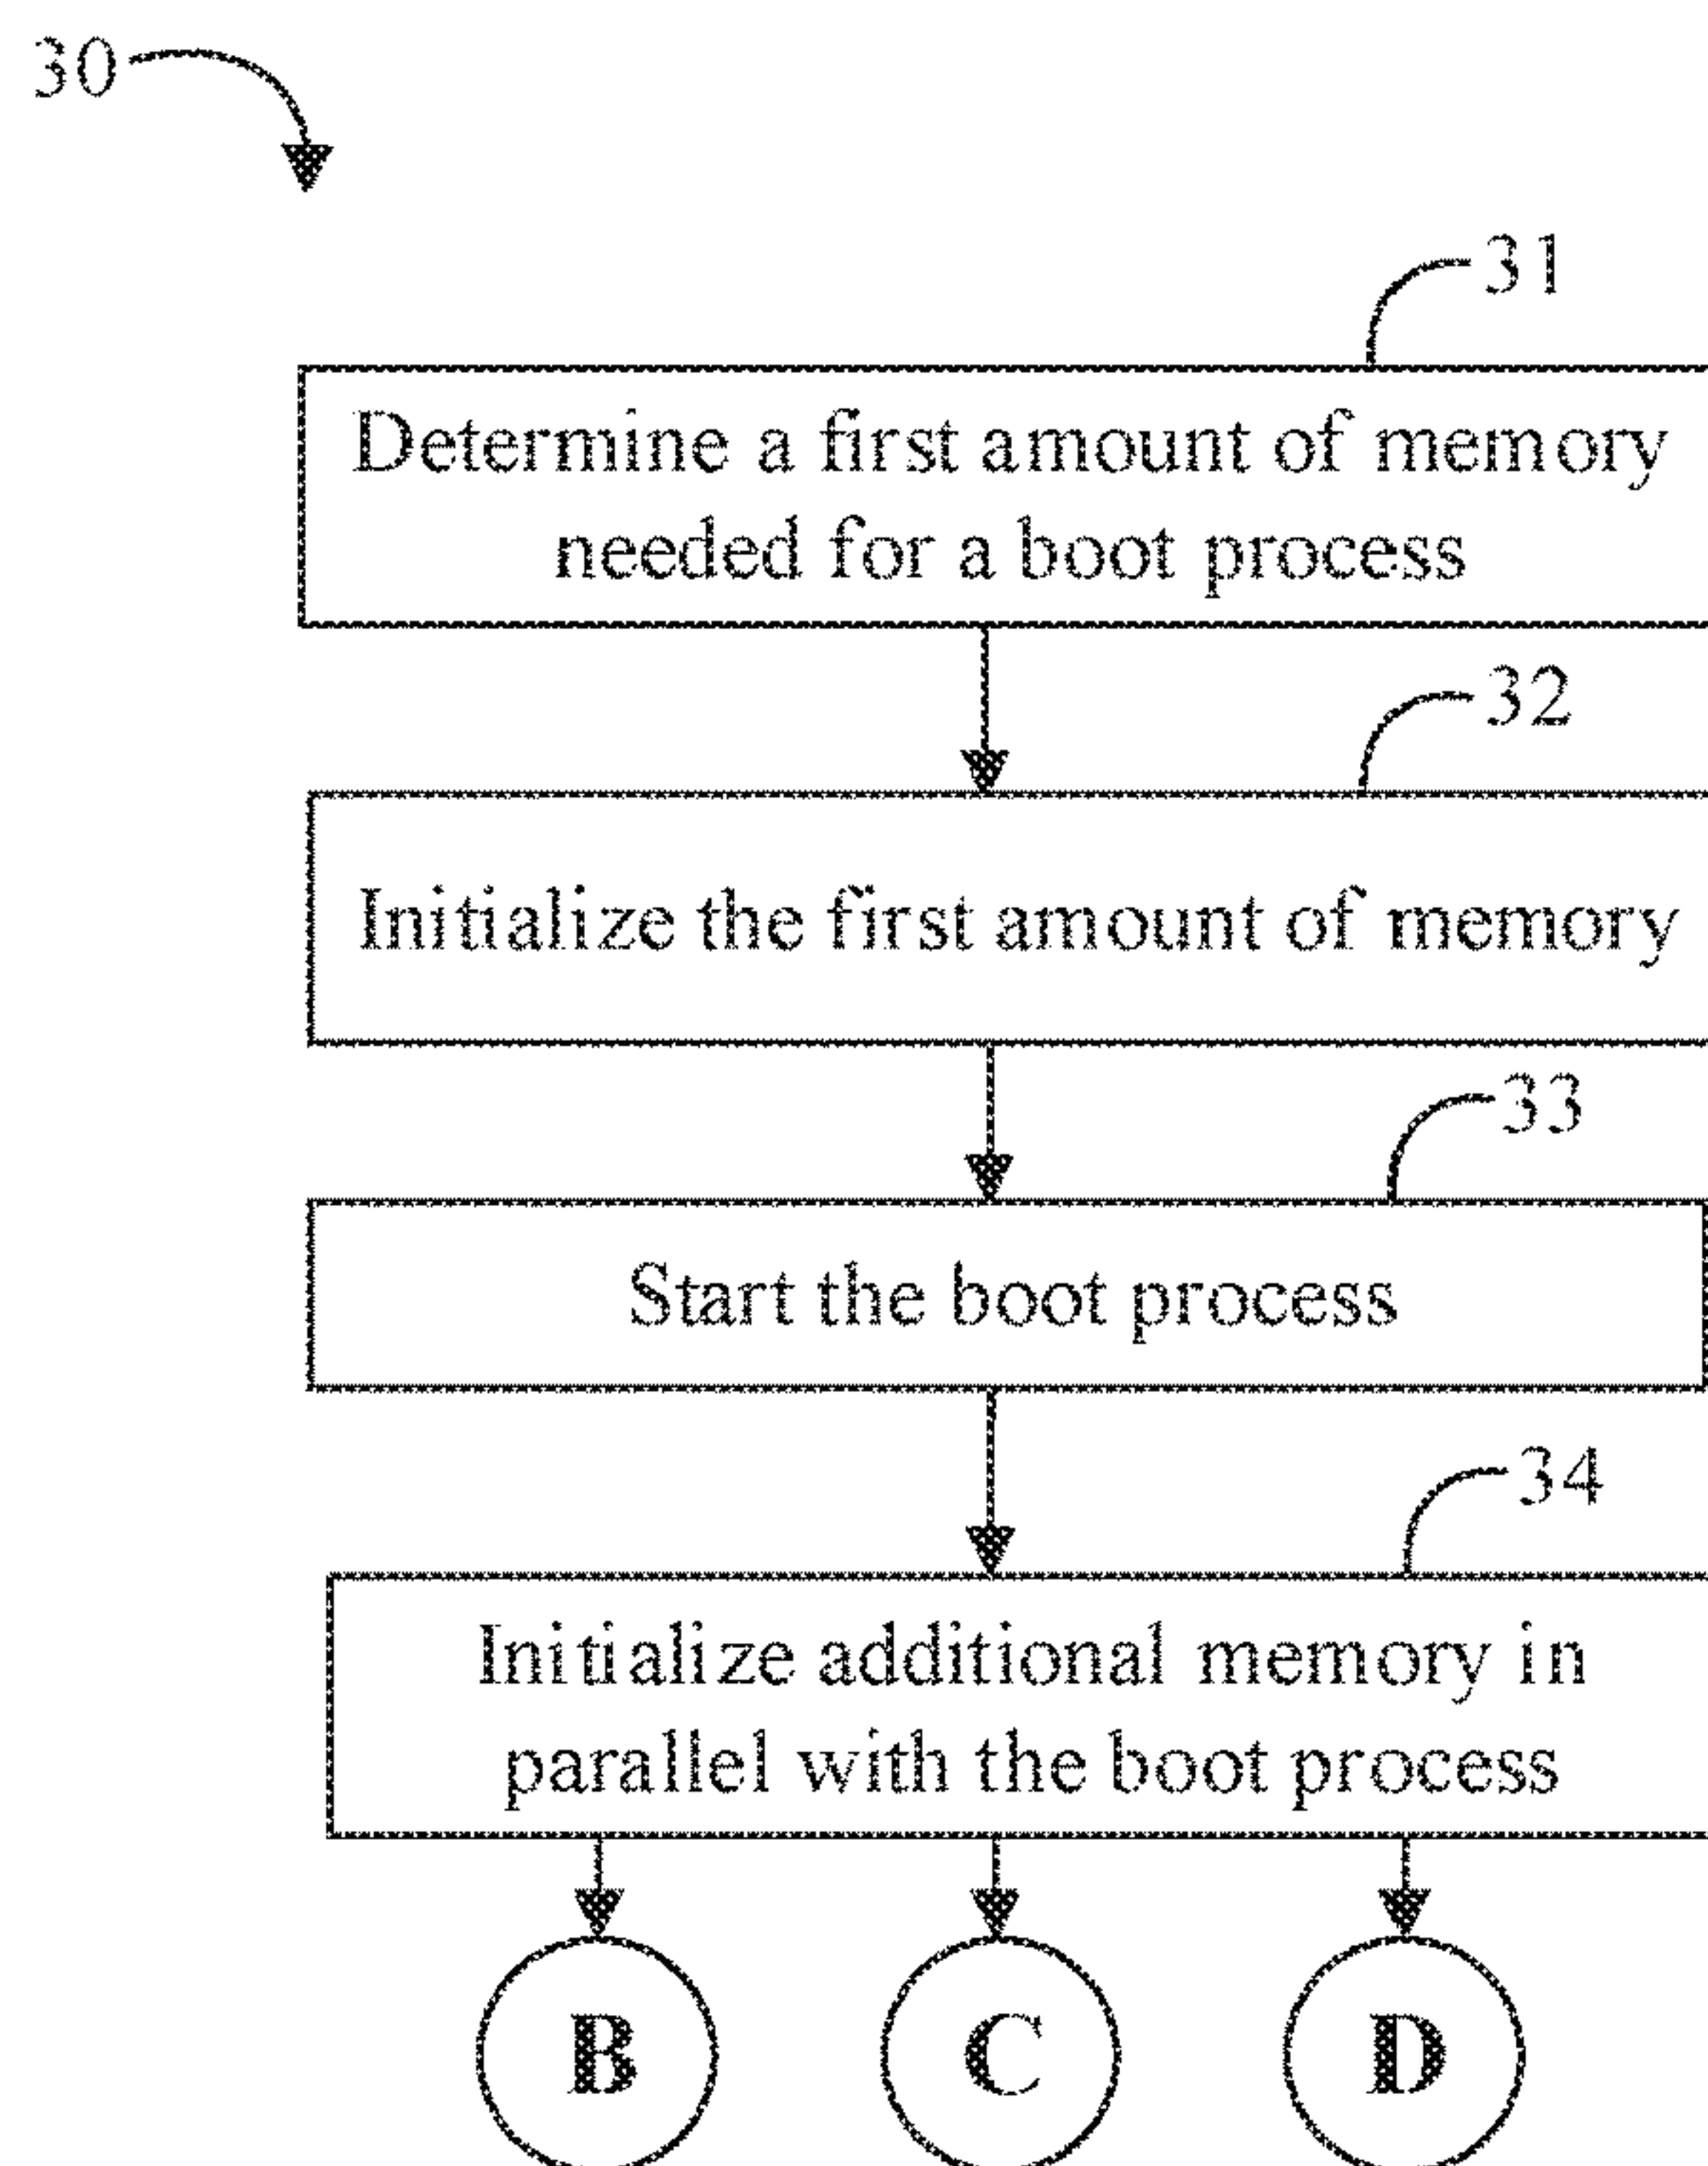 30
31
Determine a first amount of memory
needed for a boot process
32
Initialize the first amount of memory
33
Start the boot process
34
Initialize additional memory in
parallel with the boot process
B C D